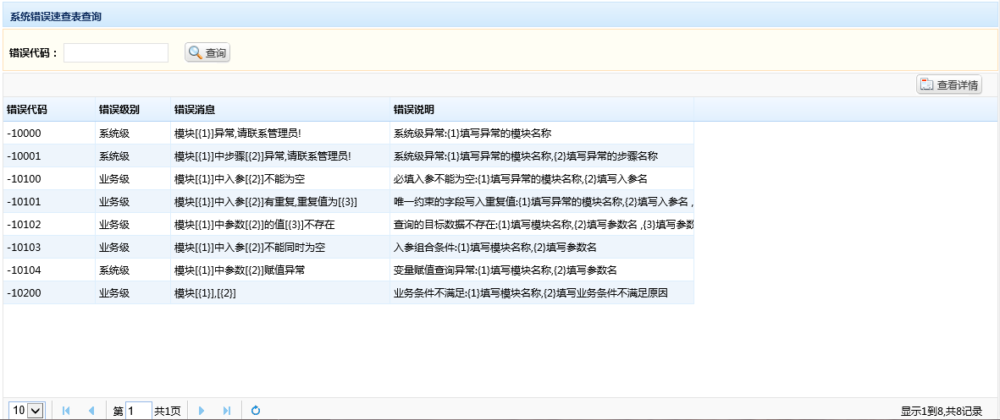 系统错误速查表查询
错误代码： 查询
查看详情
错误代码 错误级别 错误消息 错误说明
-10000 系统级 模块[{1}]异常,请联系管理员! 系统级异常:{1}填写异常的模块名称
-10001 系统级 模块[{1}]中步骤[{2}]异常,请联系管理员! 系统级异常:{1}填写异常的模块名称,{2}填写异常的步骤名称
-10100 业务级 模块[{1}]中入参[{2}]不能为空 必填入参不能为空:{1}填写异常的模块名称,{2}填写入参名
-10101 业务级 模块[{1}]中入参[{2}]有重复,重复值为[{3}] 唯一约束的字段写入重复值:{1}填写异常的模块名称,{2}填写入参名 ,
-10102 业务级 模块[{1}]中参数[{2}]的值[{3}]不存在 查询的目标数据不存在:{1}填写模块名称,{2}填写参数名 ,{3}填写参数
-10103 业务级 模块[{1}]中入参[{2}]不能同时为空 入参组合条件:{1}填写模块名称,{2}填写参数名
-10104 系统级 模块[{1}]中参数[{2}]赋值异常 变量赋值查询异常:{1}填写模块名称,{2}填写参数名
-10200 业务级 模块[{1}],[{2}] 业务条件不满足:{1}填写模块名称,{2}填写业务条件不满足原因
10 第 1 共1页 显示1到8,共8记录